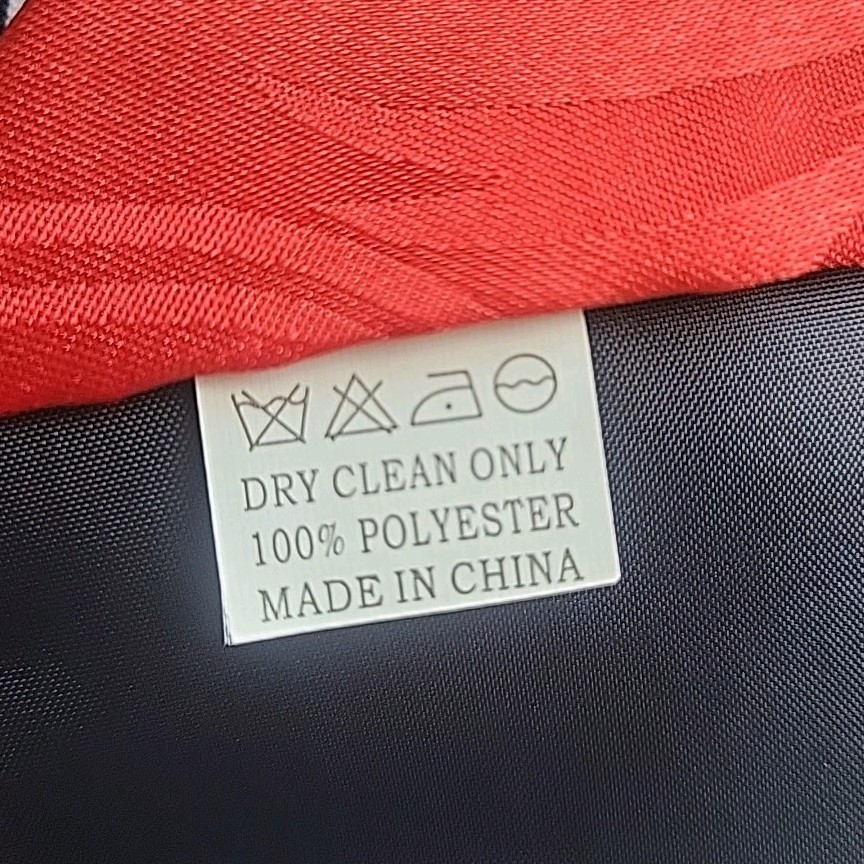 DRY CLEAN ONLY
100% POLYESTER
MADE IN CHINA